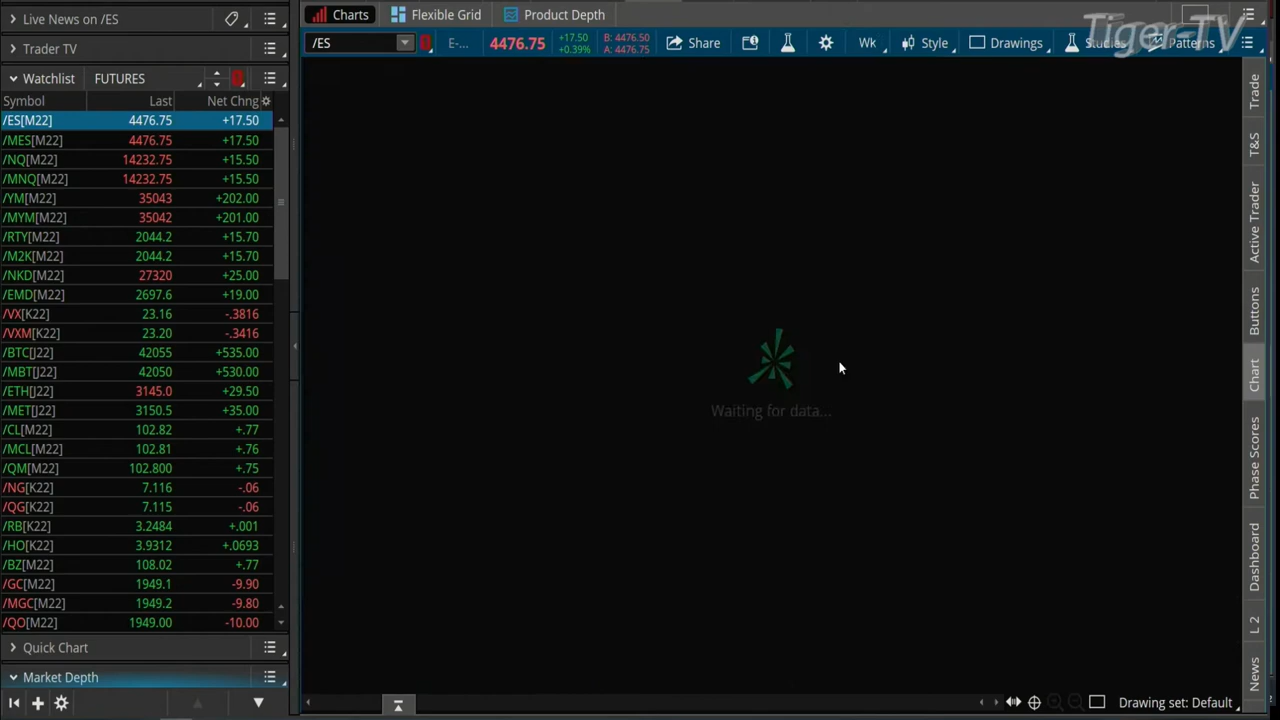 Live News on /ES
Trader TV
Watchlist FUTURES
Symbol Last Net Chng
/ES[M22] 4476.75 +17.50
/MES[M22] 4476.75 +17.50
/NQ[M22] 14232.75 +15.50
/MNQ[M22] 14232.75 +15.50
/YM[M22] 35043 +202.00
/MYM[M22] 35042 +201.00
/RTY[M22] 2044.2 +15.70
/M2K[M22] 2044.2 +15.70
/NKD[M22] 27320 +25.00
/EMD[M22] 2697.6 +19.00
/VX[K22] 23.16 -.3816
/VXM[K22] 23.20 -.3416
/BTC[J22] 42055 +535.00
/MBT[J22] 42050 +530.00
/ETH[J22] 3145.0 +29.50
/MET[J22] 3150.5 +35.00
/CL[M22] 102.82 +.77
/MCL[M22] 102.81 +.76
/QM[M22] 102.800 +.75
/NG[K22] 7.116 -.06
/QG[K22] 7.115 -.06
/RB[K22] 3.2484 +.001
/HO[K22] 3.9312 +.0693
/BZ[M22] 108.02 +.77
/GC[M22] 1949.1 -9.90
/MGC[M22] 1949.2 -9.80
/QO[M22] 1949.00 -10.00
Quick Chart
Market Depth
Charts Flexible Grid Product Depth
Tiger-TV
/ES E-... 4476.75 +17.50 +0.39% B: 4476.50 A: 4476.75 Share Wk Style Drawings Studies Patterns
Waiting for data...
Trade
T&S
Active Trader
Buttons
Chart
Phase Scores
Dashboard
L 2
News
Drawing set: Default